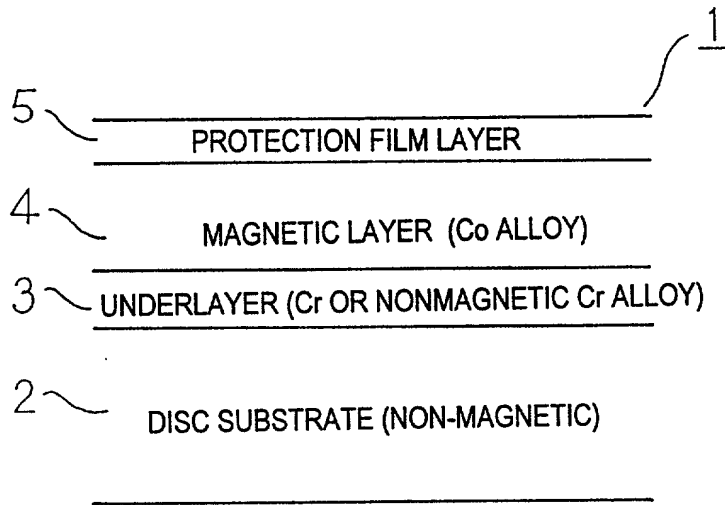 1
5
PROTECTION FILM LAYER
4
MAGNETIC LAYER (Co ALLOY)
3
UNDERLAYER (Cr OR NONMAGNETIC Cr ALLOY)
2
DISC SUBSTRATE (NON-MAGNETIC)